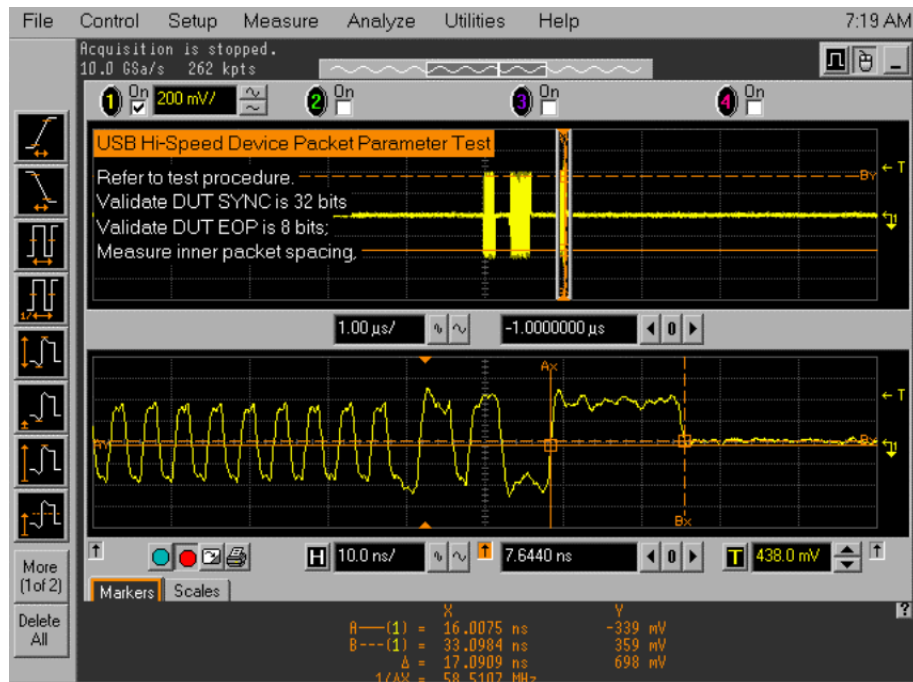 File Control Setup Measure Analyze Utilities Help 7:19 AM
Acquisition is stopped.
10.0 GSa/s 262 kpts
1 On 200 mV/ 2 On 3 On 4 On
USB Hi-Speed Device Packet Parameter Test
Refer to test procedure.
Validate DUT SYNC is 32 bits
Validate DUT EOP is 8 bits;
Measure inner packet spacing,
T
By
1.00 µs/ -1.0000000 µs 0
Ax
T
By
Bx
More
(1 of 2)
Delete
All
H 10.0 ns/ 7.6440 ns 0 T 438.0 mV
Markers Scales
?
X Y
A——(1) = 16.0075 ns -339 mV
B---(1) = 33.0984 ns 359 mV
Δ = 17.0909 ns 698 mV
1/ΔX = 58.5107 MHz